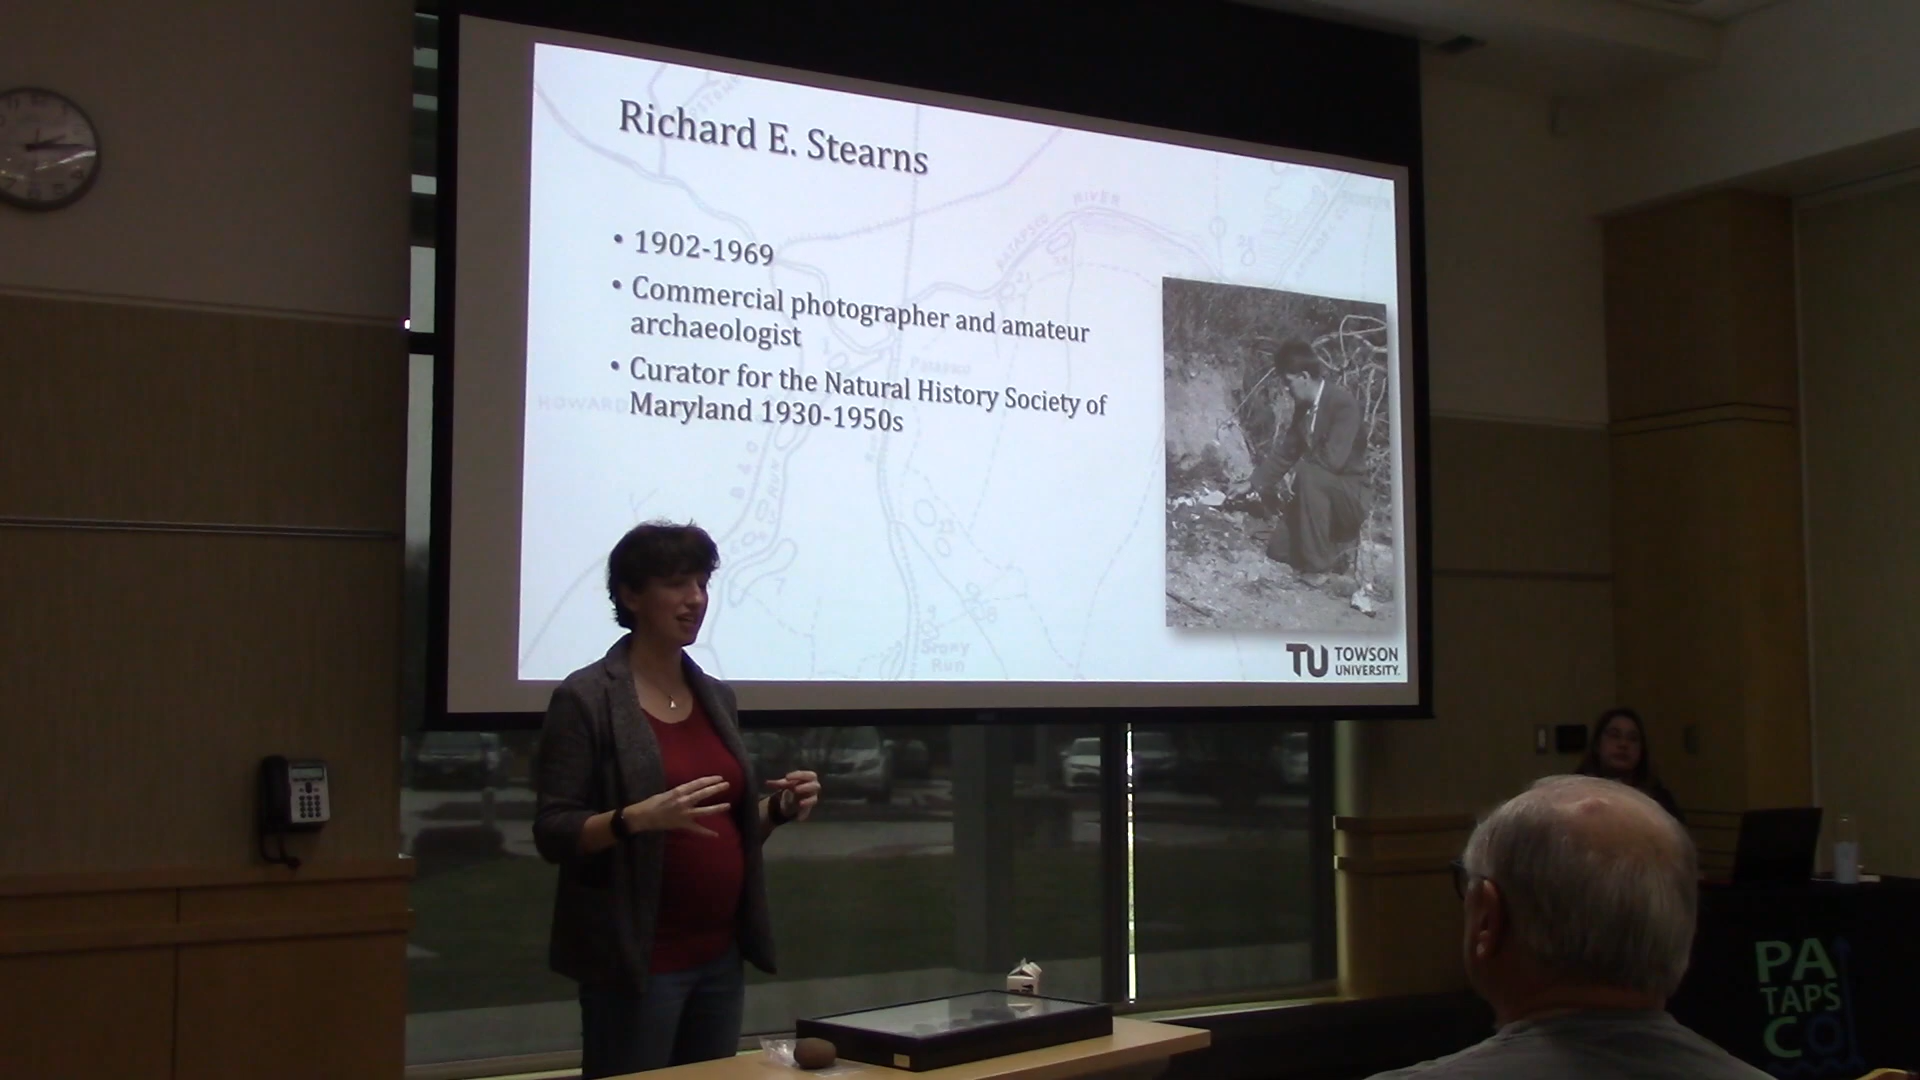 Richard E. Stearns
• 1902-1969
• Commercial photographer and amateur
archaeologist
• Curator for the Natural History Society of
Maryland 1930-1950s
PATAPSCO RIVER
HOWARD
B & O
RUN
Stony
Run
TU TOWSON
UNIVERSITY
PA
TAPS
CO